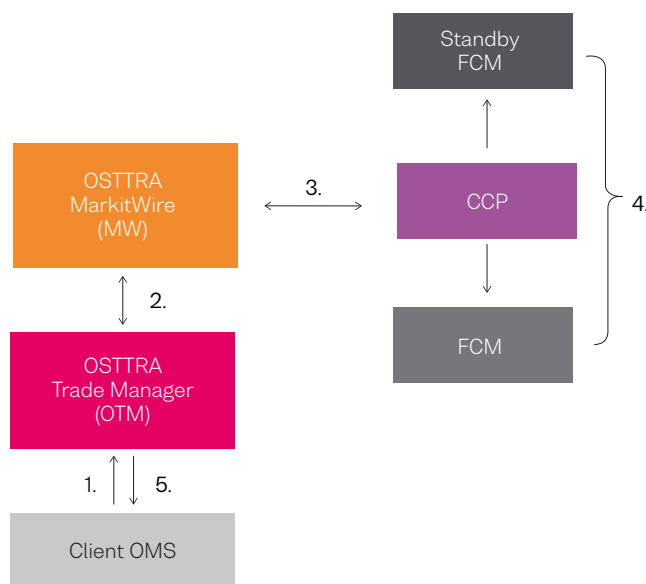 Standby
FCM
OSTTRA
MarkitWire
(MW)
3.
CCP
4.
2.
OSTTRA
Trade Manager
(OTM)
FCM
1.
5.
Client OMS